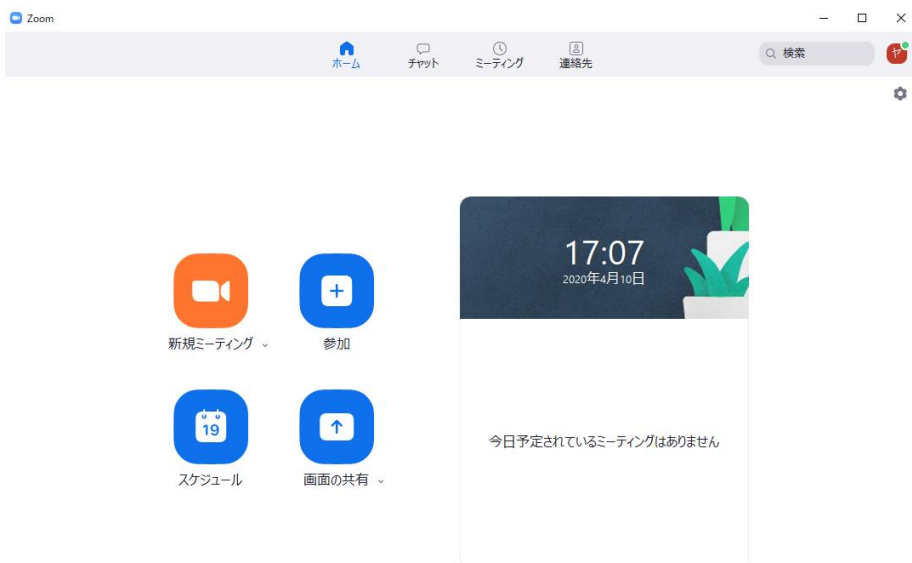 Zoom
ホーム
チャット
ミーティング
連絡先
検索
ヤ
17:07
2020年4月10日
新規ミーティング
参加
19
スケジュール
画面の共有
今日予定されているミーティングはありません